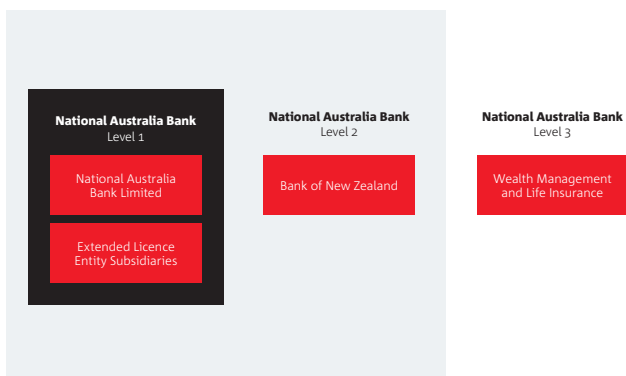 National Australia Bank
Level 1
National Australia
Bank Limited
Extended Licence
Entity Subsidiaries
National Australia Bank
Level 2
Bank of New Zealand
National Australia Bank
Level 3
Wealth Management
and Life Insurance